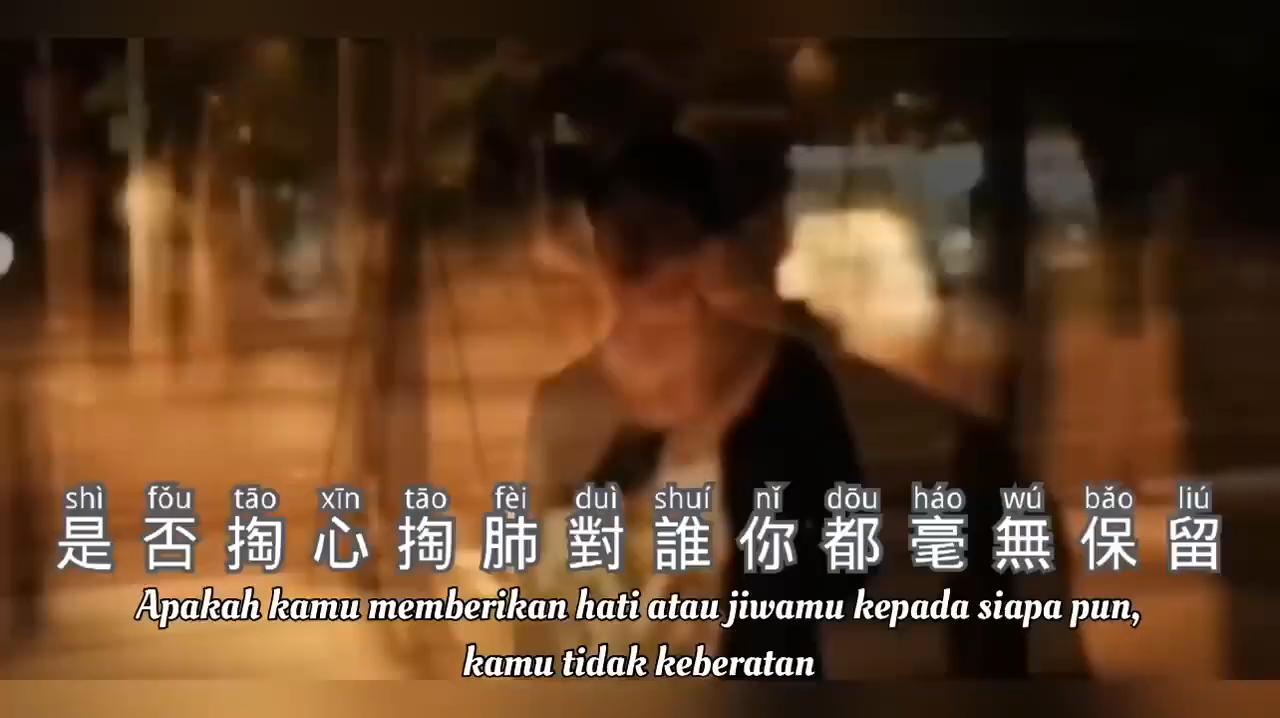 shì fǒu tāo xīn tāo fèi duì shuí nǐ dōu háo wú bǎo liú
是否掏心掏肺對誰你都毫無保留
Apakah kamu memberikan hati atau jiwamu kepada siapa pun,
kamu tidak keberatan